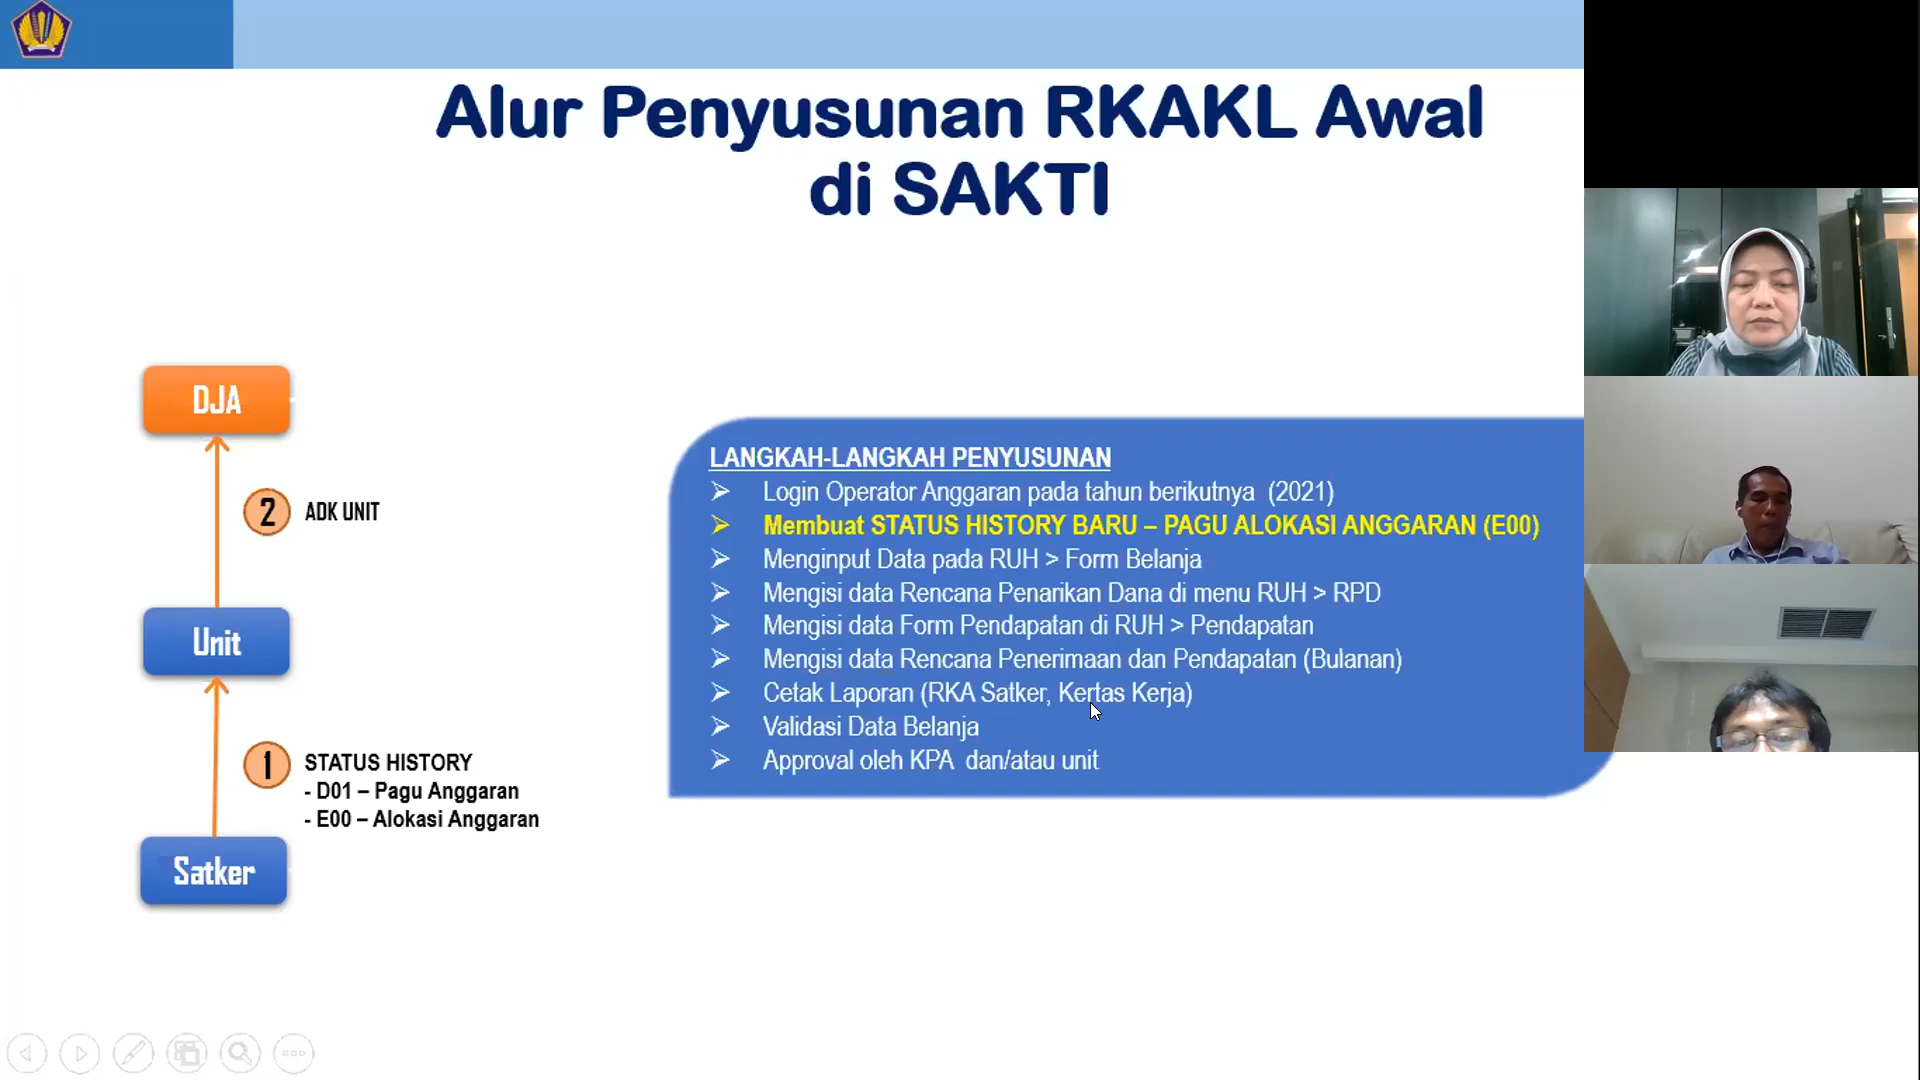 Alur Penyusunan RKAKL Awal
di SAKTI
DJA
2
ADK UNIT
Unit
1
STATUS HISTORY
- D01 – Pagu Anggaran
- E00 – Alokasi Anggaran
Satker
LANGKAH-LANGKAH PENYUSUNAN
➢ Login Operator Anggaran pada tahun berikutnya (2021)
➢ Membuat STATUS HISTORY BARU – PAGU ALOKASI ANGGARAN (E00)
➢ Menginput Data pada RUH > Form Belanja
➢ Mengisi data Rencana Penarikan Dana di menu RUH > RPD
➢ Mengisi data Form Pendapatan di RUH > Pendapatan
➢ Mengisi data Rencana Penerimaan dan Pendapatan (Bulanan)
➢ Cetak Laporan (RKA Satker, Kertas Kerja)
➢ Validasi Data Belanja
➢ Approval oleh KPA dan/atau unit